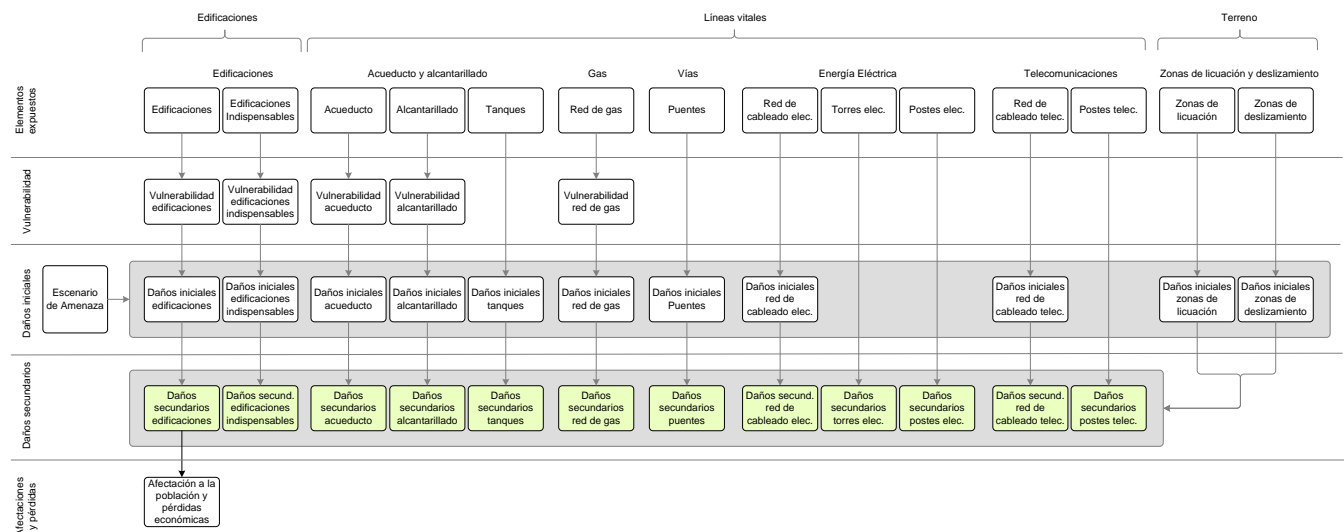 Edificaciones
Líneas vitales
Terreno
Edificaciones
Acueducto y alcantarillado
Gas
Vías
Energía Eléctrica
Telecomunicaciones
Zonas de licuación y deslizamiento
Elementos
expuestos
Edificaciones
Edificaciones
Indispensables
Acueducto
Alcantarillado
Tanques
Red de gas
Puentes
Red de
cableado elec.
Torres elec.
Postes elec.
Red de
cableado telec.
Postes telec.
Zonas de
licuación
Zonas de
deslizamiento
Vulnerabilidad
Vulnerabilidad
edificaciones
Vulnerabilidad
edificaciones
indispensables
Vulnerabilidad
acueducto
Vulnerabilidad
alcantarillado
Vulnerabilidad
red de gas
Daños iniciales
Escenario
de Amenaza
Daños iniciales
edificaciones
Daños iniciales
edificaciones
indispensables
Daños iniciales
acueducto
Daños iniciales
alcantarillado
Daños iniciales
tanques
Daños iniciales
red de gas
Daños iniciales
Puentes
Daños iniciales
red de
cableado elec.
Daños iniciales
red de
cableado telec.
Daños iniciales
zonas de
licuación
Daños iniciales
zonas de
deslizamiento
Daños secundarios
Daños
secundarios
edificaciones
Daños secund.
edificaciones
indispensables
Daños
secundarios
acueducto
Daños
secundarios
alcantarillado
Daños
secundarios
tanques
Daños
secundarios
red de gas
Daños
secundarios
puentes
Daños secund.
red de
cableado elec.
Daños
secundarios
torres elec.
Daños
secundarios
postes elec.
Daños secund.
red de
cableado telec.
Daños
secundarios
postes telec.
Afectaciones
y pérdidas
Afectación a la
población y
pérdidas
económicas